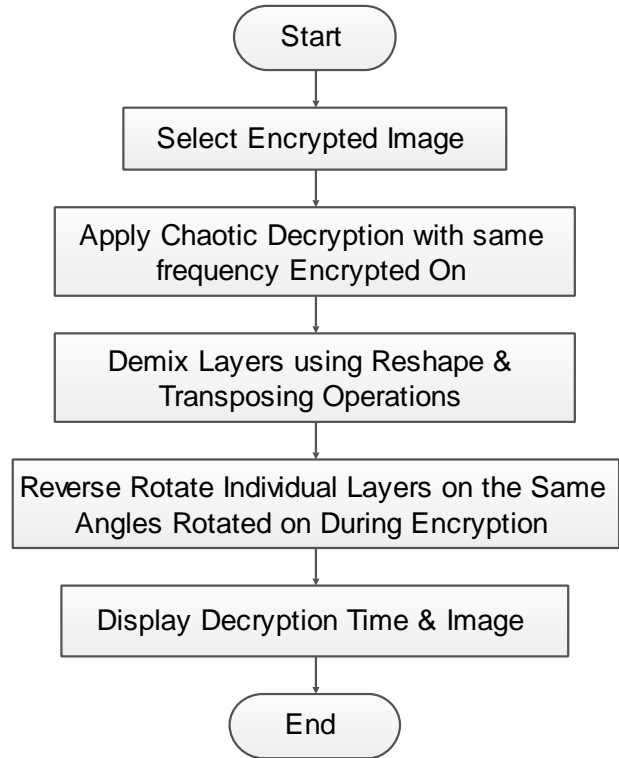 Start
Select Encrypted Image
Apply Chaotic Decryption with same
frequency Encrypted On
Demix Layers using Reshape &
Transposing Operations
Reverse Rotate Individual Layers on the Same
Angles Rotated on During Encryption
Display Decryption Time & Image
End